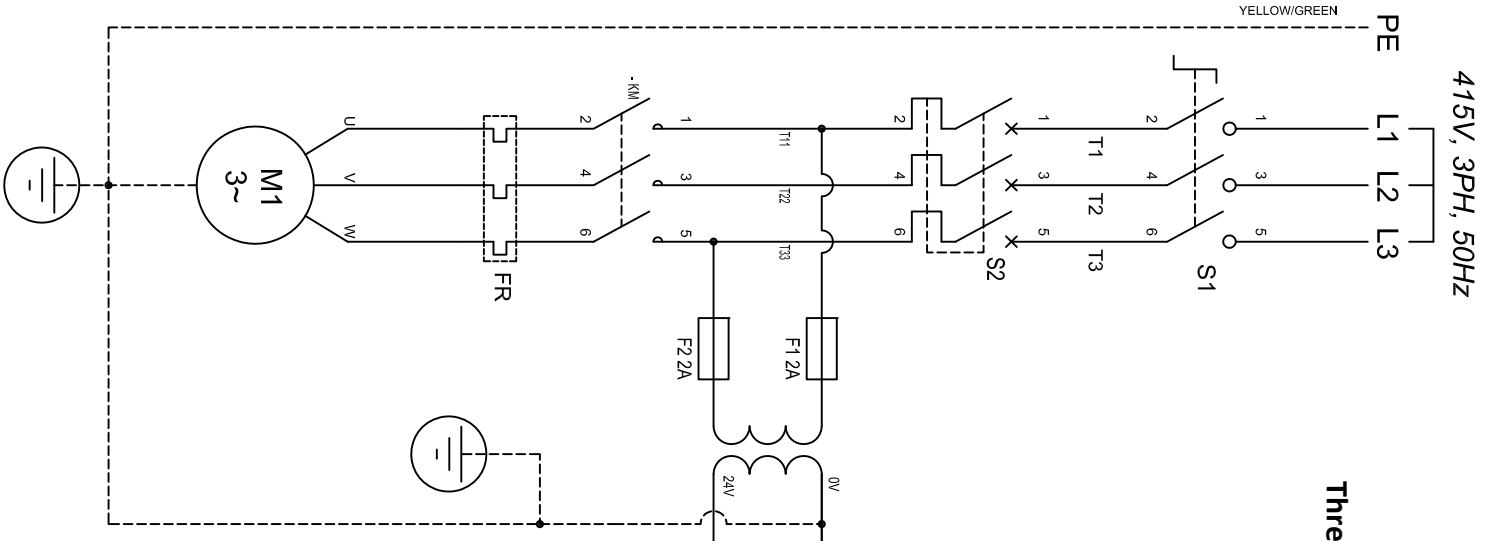 415V, 3PH, 50Hz
PE
L1
L2
L3
YELLOW/GREEN
1
3
5
S1
2
4
6
T1
T2
T3
1
3
5
S2
2
4
6
T11
T22
T33
1
3
5
-KM
2
4
6
FR
U
V
W
M1
3~
F1 2A
F2 2A
0V
24V
Thre